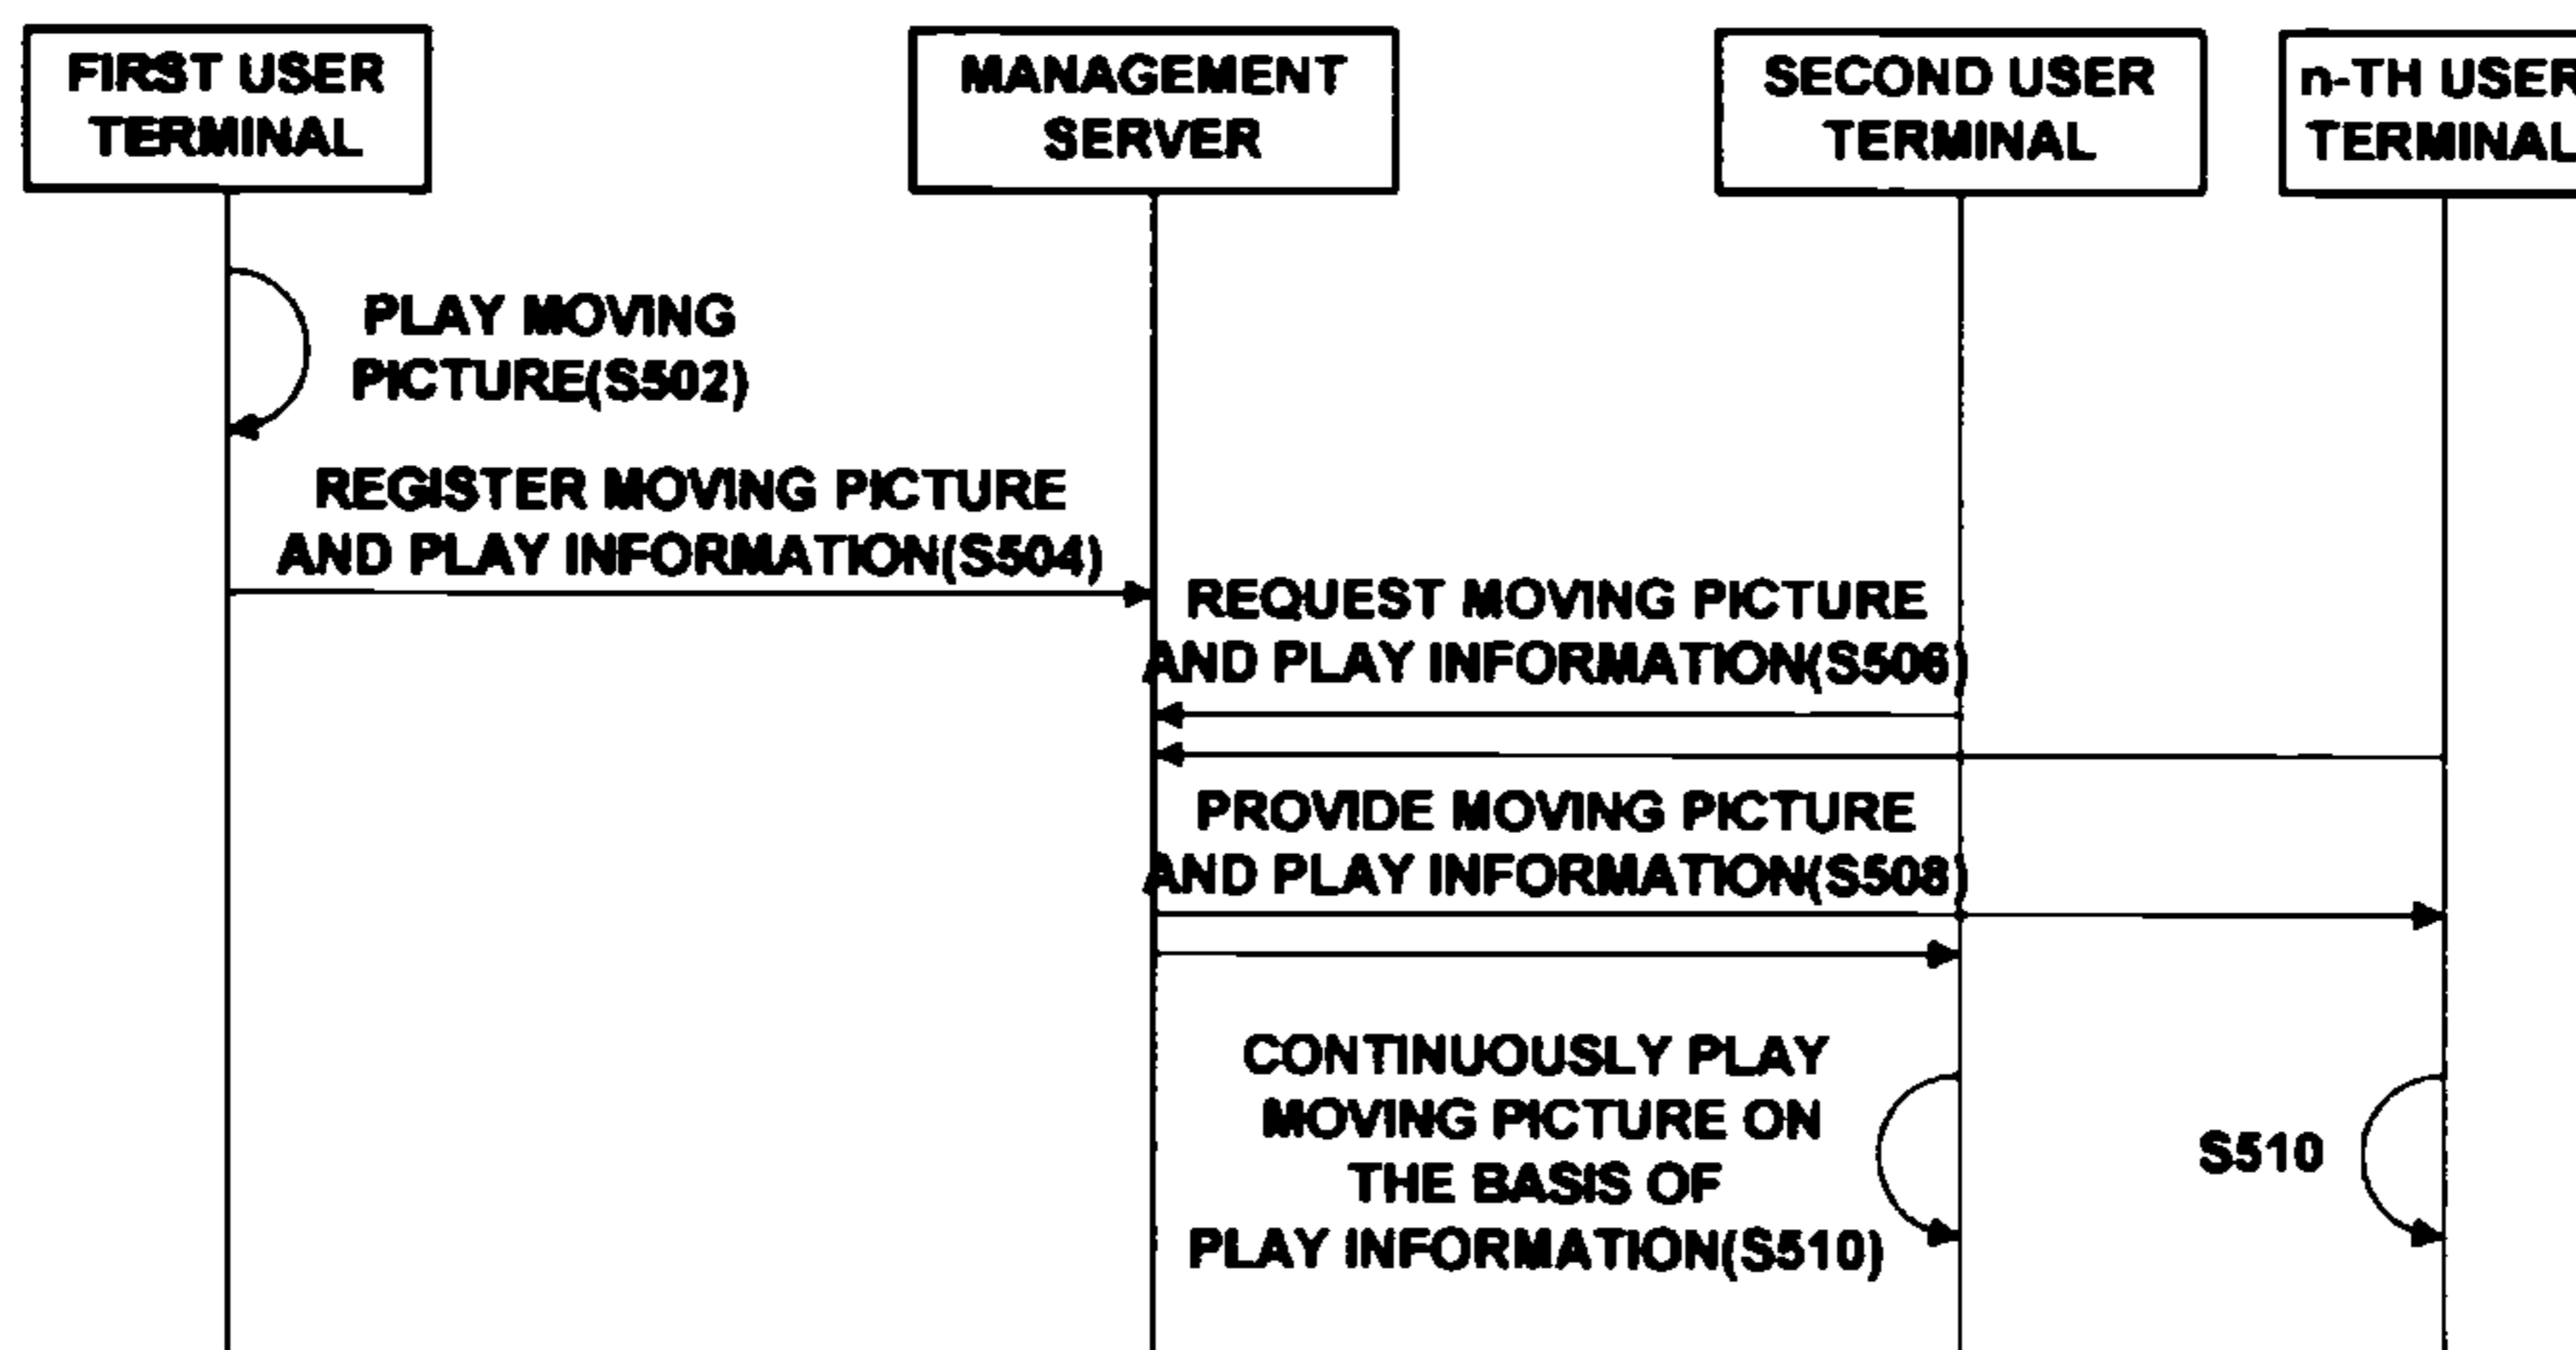 FIRST USER
TERMINAL
MANAGEMENT
SERVER
SECOND USER
TERMINAL
n-TH USER
TERMINAL
PLAY MOVING
PICTURE(S502)
REGISTER MOVING PICTURE
AND PLAY INFORMATION(S504)
REQUEST MOVING PICTURE
AND PLAY INFORMATION(S506)
PROVIDE MOVING PICTURE
AND PLAY INFORMATION(S508)
CONTINUOUSLY PLAY
MOVING PICTURE ON
THE BASIS OF
PLAY INFORMATION(S510)
S510